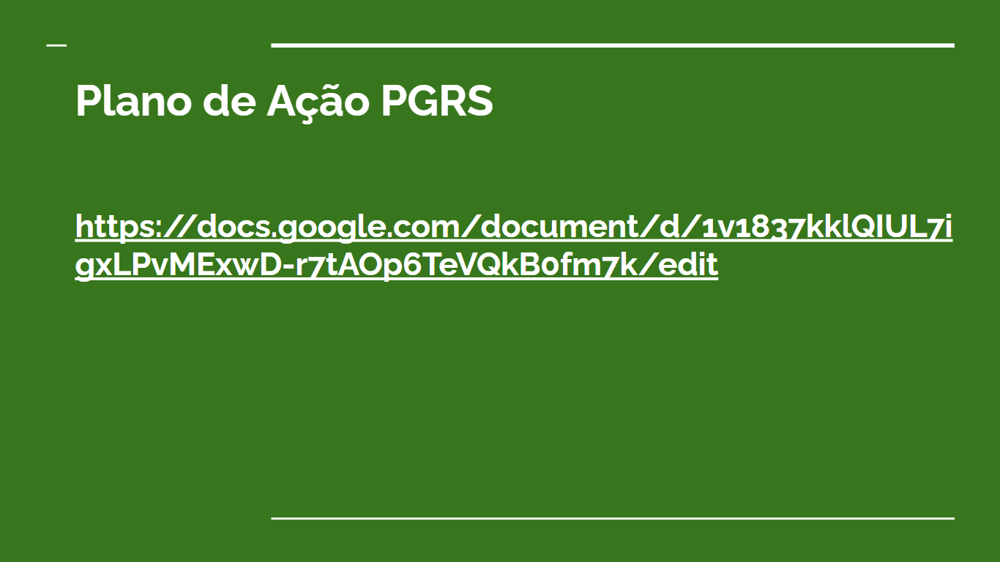 Plano de Ação PGRS
https://docs.google.com/document/d/1v1837kklQIUL7i
gxLPvMExwD-r7tAOp6TeVQkB0fm7k/edit